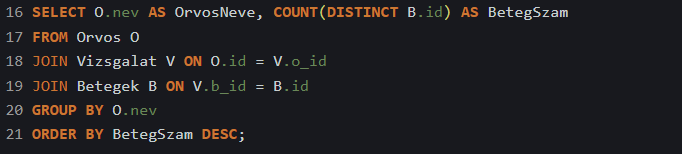 16 SELECT O.nev AS OrvosNeve, COUNT(DISTINCT B.id) AS BetegSzam
17 FROM Orvos O
18 JOIN Vizsgalat V ON O.id = V.o_id
19 JOIN Betegek B ON V.b_id = B.id
20 GROUP BY O.nev
21 ORDER BY BetegSzam DESC;